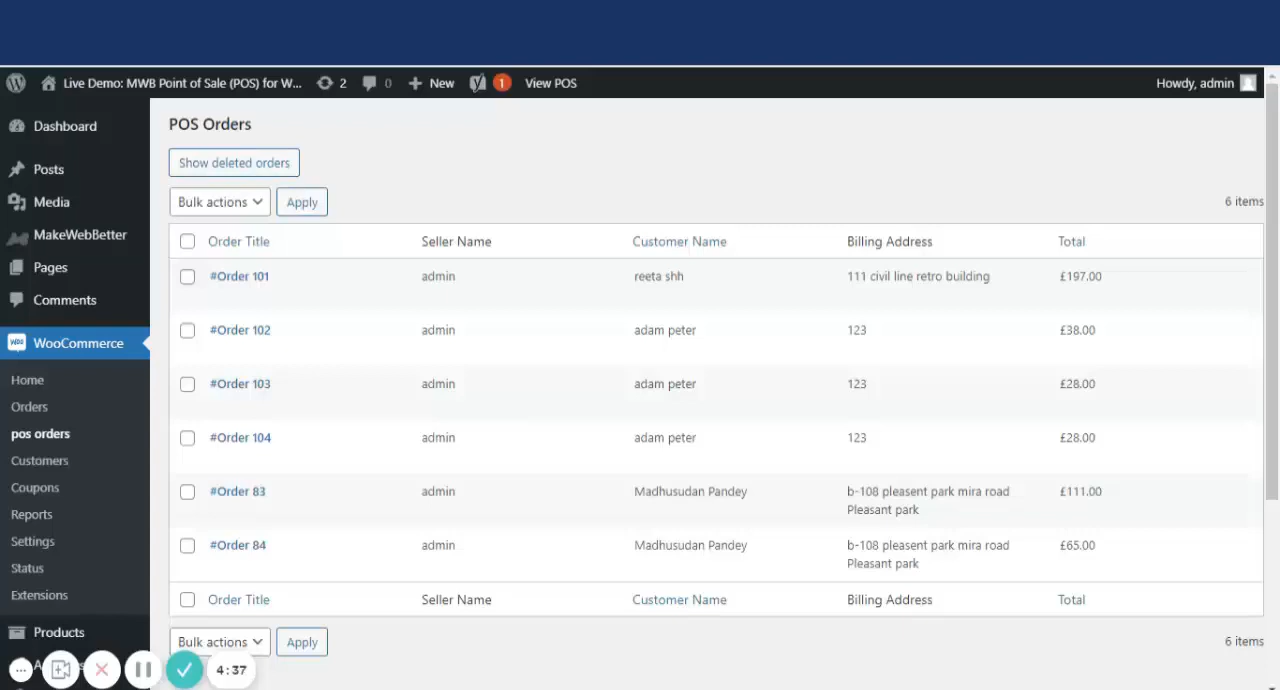 Live Demo: MWB Point of Sale (POS) for W... 2 0 New 1 View POS Howdy, admin
Dashboard
Posts
Media
MakeWebBetter
Pages
Comments
WooCommerce
Home
Orders
pos orders
Customers
Coupons
Reports
Settings
Status
Extensions
Products
POS Orders
Show deleted orders
Bulk actions Apply 6 items
Order Title Seller Name Customer Name Billing Address Total
#Order 101 admin reeta shh 111 civil line retro building £197.00
#Order 102 admin adam peter 123 £38.00
#Order 103 admin adam peter 123 £28.00
#Order 104 admin adam peter 123 £28.00
#Order 83 admin Madhusudan Pandey b-108 pleasent park mira road £111.00
Pleasant park
#Order 84 admin Madhusudan Pandey b-108 pleasent park mira road £65.00
Pleasant park
Order Title Seller Name Customer Name Billing Address Total
Bulk actions Apply 6 items
4:37